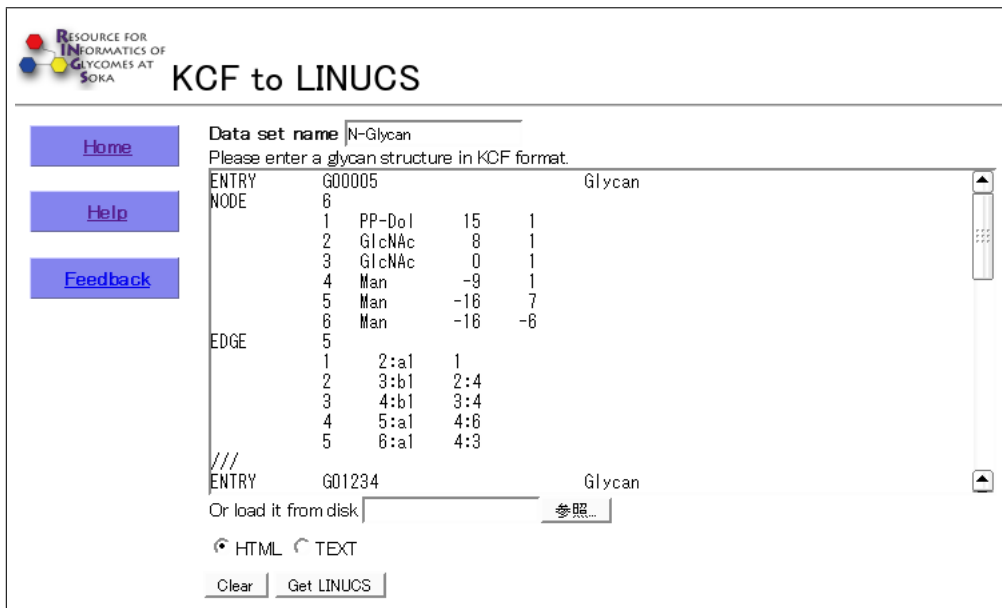 RESOURCE FOR
INFORMATICS OF
GLYCOMES AT
SOKA
KCF to LINUCS
Home
Help
Feedback
Data set name N-Glycan
Please enter a glycan structure in KCF format.
ENTRY G00005 Glycan
NODE 6
1 PP-Dol 15 1
2 GlcNAc 8 1
3 GlcNAc 0 1
4 Man -9 1
5 Man -16 7
6 Man -16 -6
EDGE 5
1 2:a1 1
2 3:b1 2:4
3 4:b1 3:4
4 5:a1 4:6
5 6:a1 4:3
///
ENTRY G01234 Glycan
Or load it from disk 参照...
HTML TEXT
Clear Get LINUCS